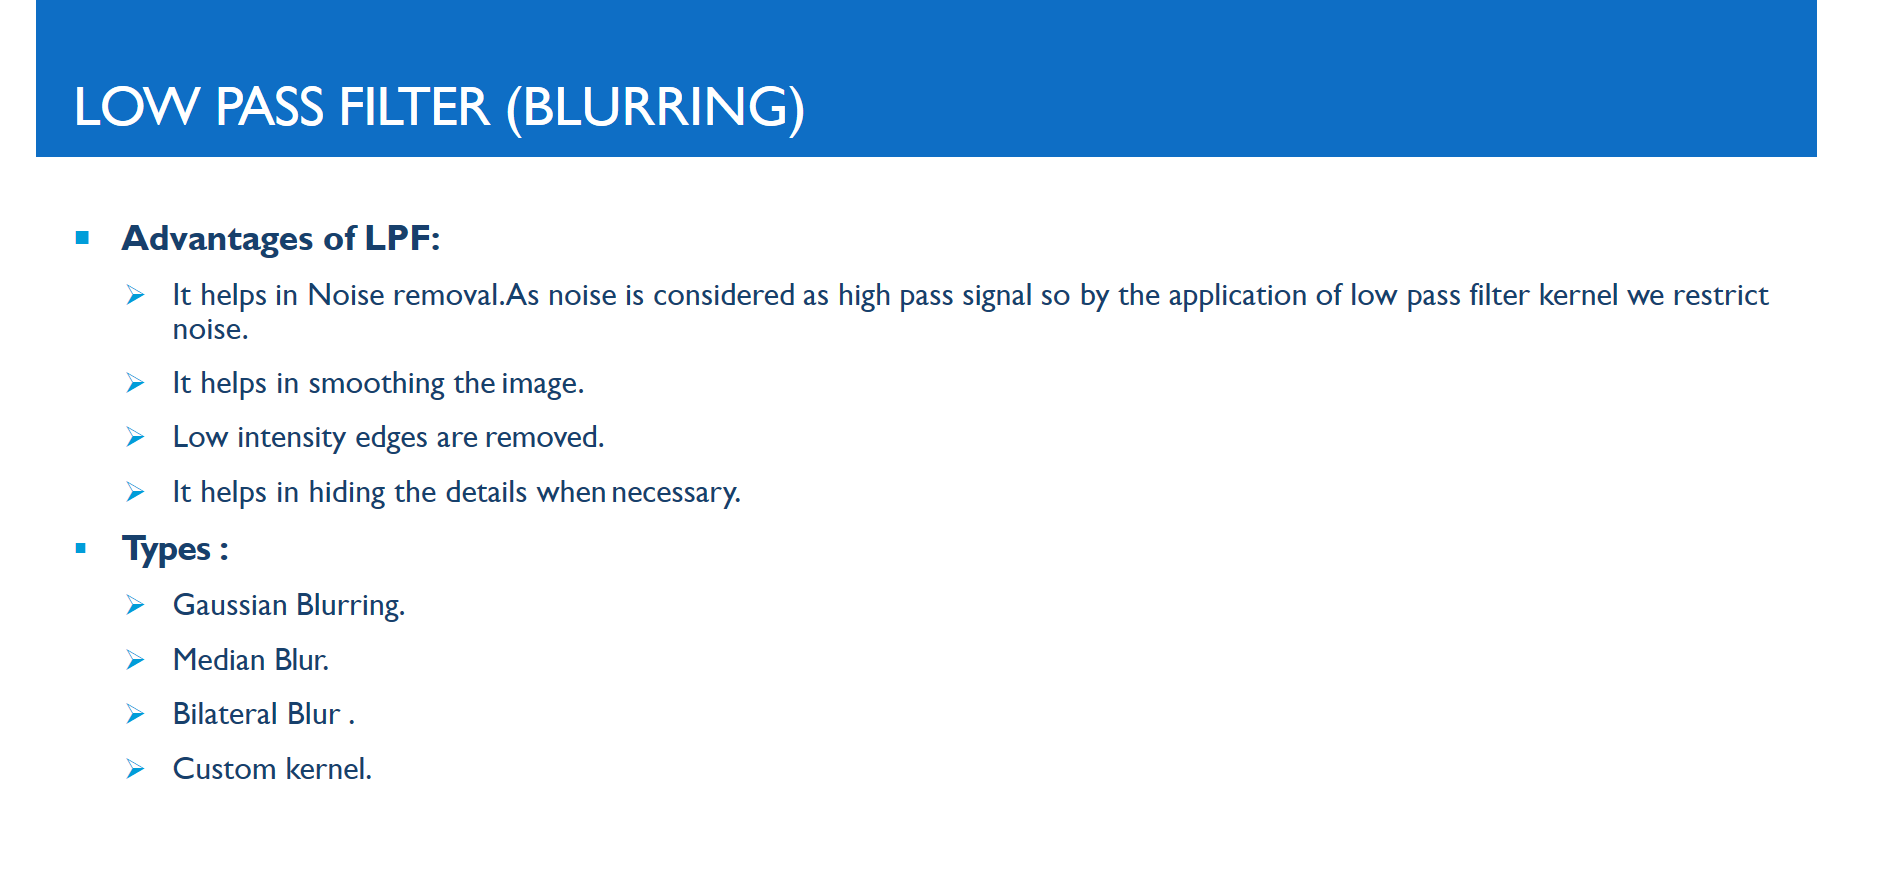 LOW PASS FILTER (BLURRING)
Advantages of LPF:
It helps in Noise removal.As noise is considered as high pass signal so by the application of low pass filter kernel we restrict
noise.
It helps in smoothing the image.
Low intensity edges are removed.
It helps in hiding the details when necessary.
Types :
Gaussian Blurring.
Median Blur.
Bilateral Blur .
Custom kernel.